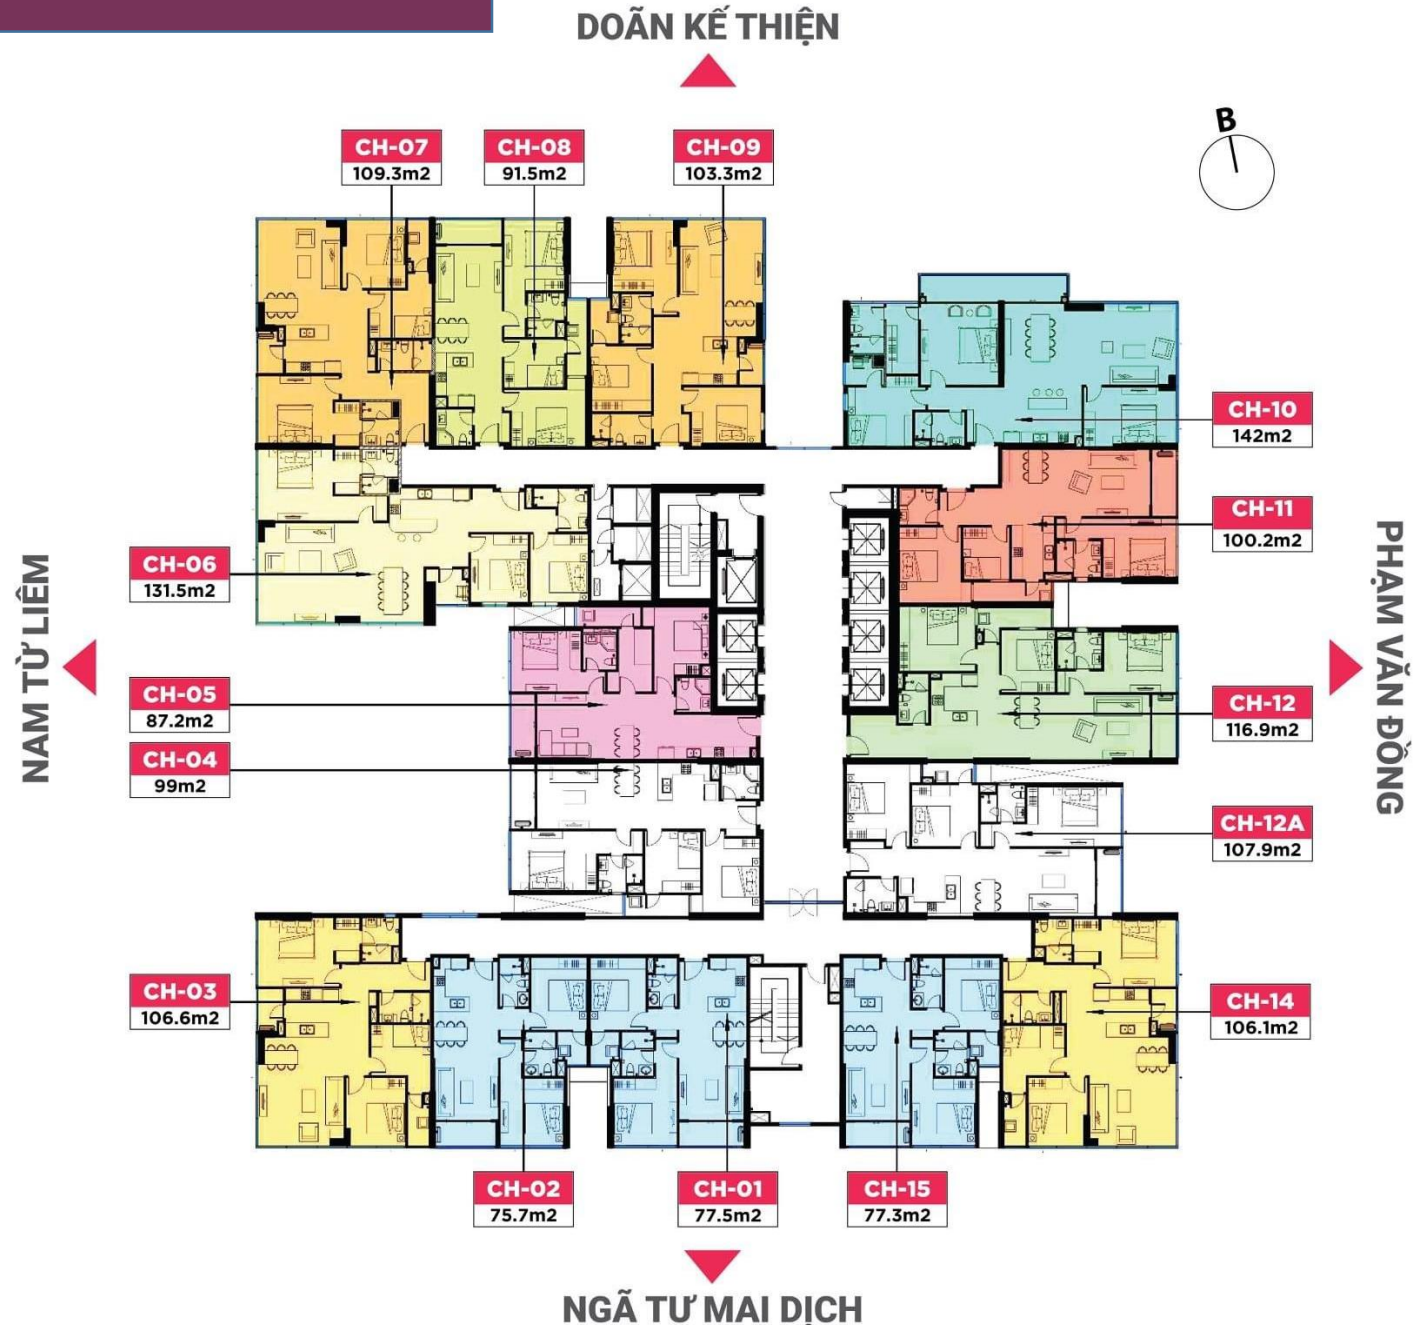 DOÃN KẾ THIỆN
B
CH-07
109.3m2
CH-08
91.5m2
CH-09
103.3m2
CH-10
142m2
CH-11
100.2m2
CH-06
131.5m2
NAM TỪ LIÊM
PHẠM VĂN ĐỒNG
CH-05
87.2m2
CH-12
116.9m2
CH-04
99m2
CH-12A
107.9m2
CH-03
106.6m2
CH-14
106.1m2
CH-02
75.7m2
CH-01
77.5m2
CH-15
77.3m2
NGÃ TƯ MAI DỊCH